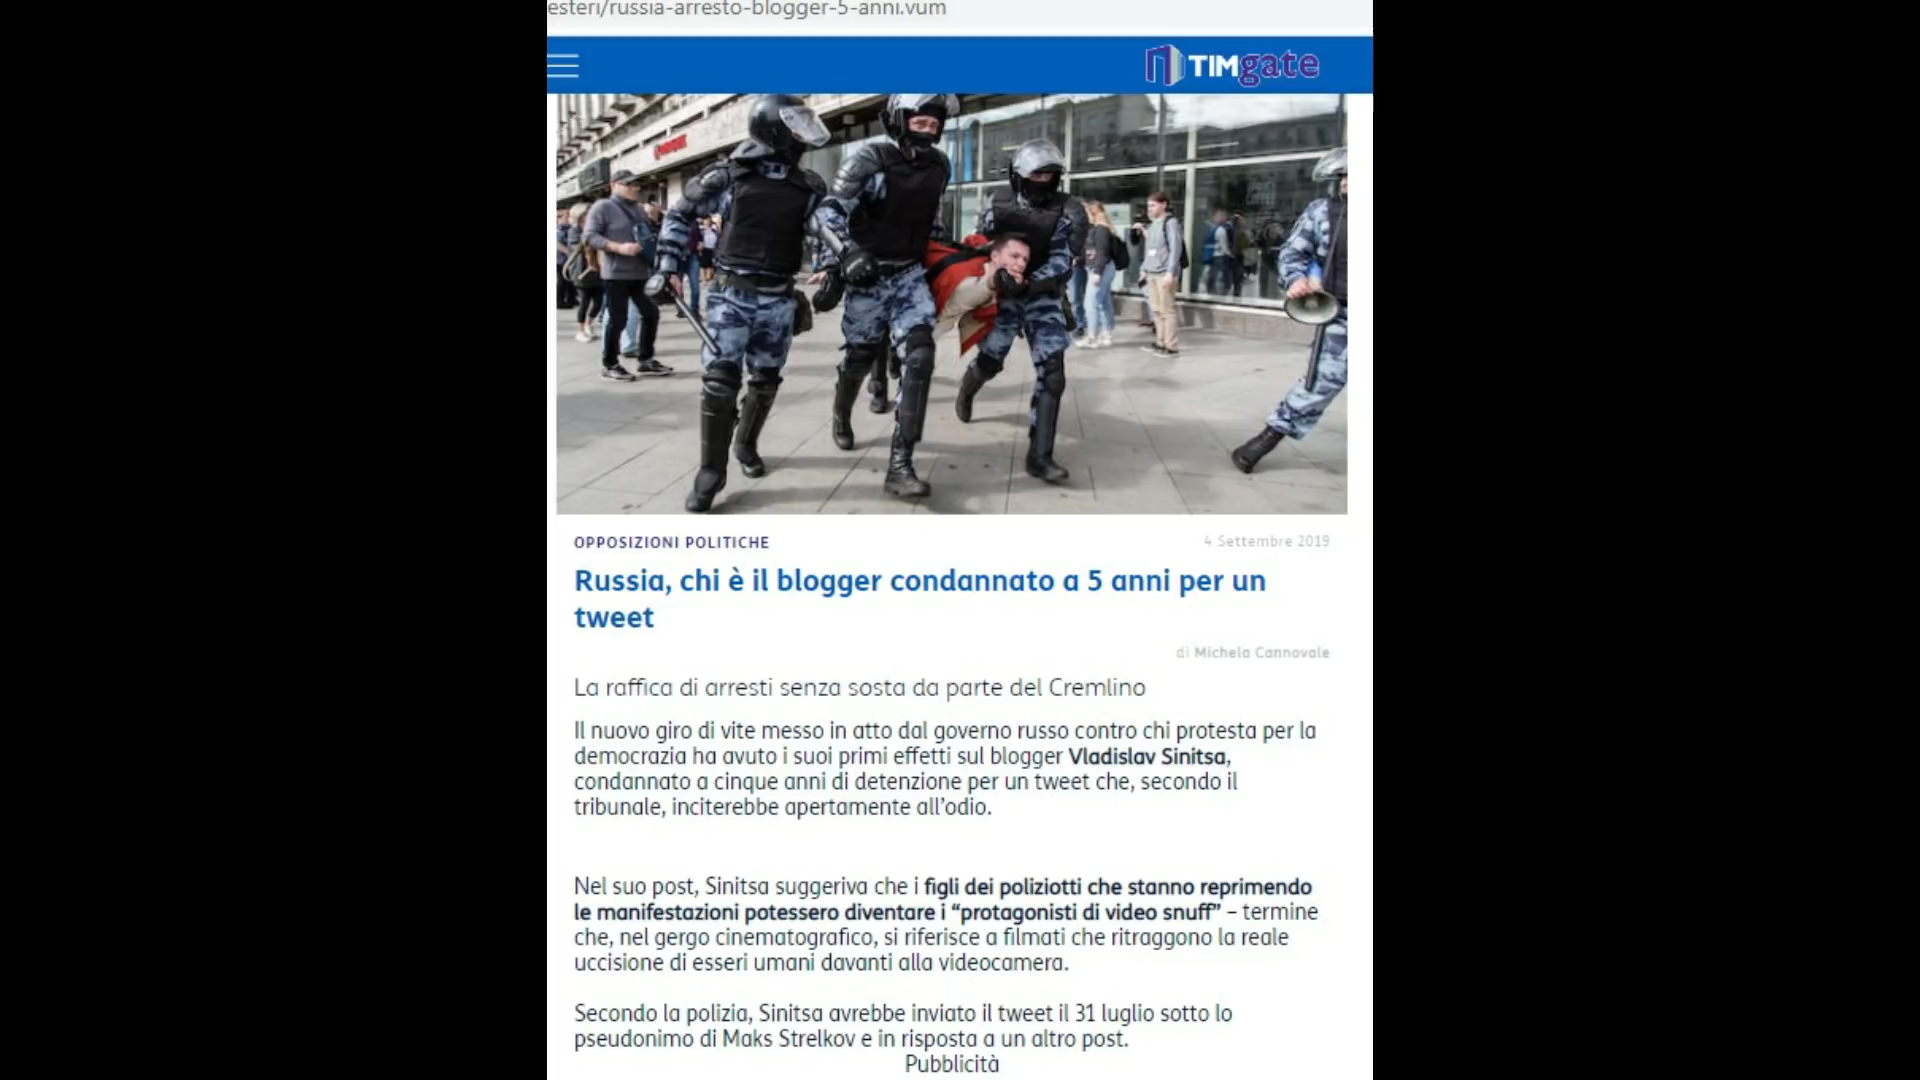 esteri/russia-arresto-blogger-5-anni.vum
TIMgate
OPPOSIZIONI POLITICHE
4 Settembre 2019
Russia, chi è il blogger condannato a 5 anni per un
tweet
di Michela Cannovale
La raffica di arresti senza sosta da parte del Cremlino
Il nuovo giro di vite messo in atto dal governo russo contro chi protesta per la
democrazia ha avuto i suoi primi effetti sul blogger Vladislav Sinitsa,
condannato a cinque anni di detenzione per un tweet che, secondo il
tribunale, inciterebbe apertamente all’odio.
Nel suo post, Sinitsa suggeriva che i figli dei poliziotti che stanno reprimendo
le manifestazioni potessero diventare i “protagonisti di video snuff” – termine
che, nel gergo cinematografico, si riferisce a filmati che ritraggono la reale
uccisione di esseri umani davanti alla videocamera.
Secondo la polizia, Sinitsa avrebbe inviato il tweet il 31 luglio sotto lo
pseudonimo di Maks Strelkov e in risposta a un altro post.
Pubblicità